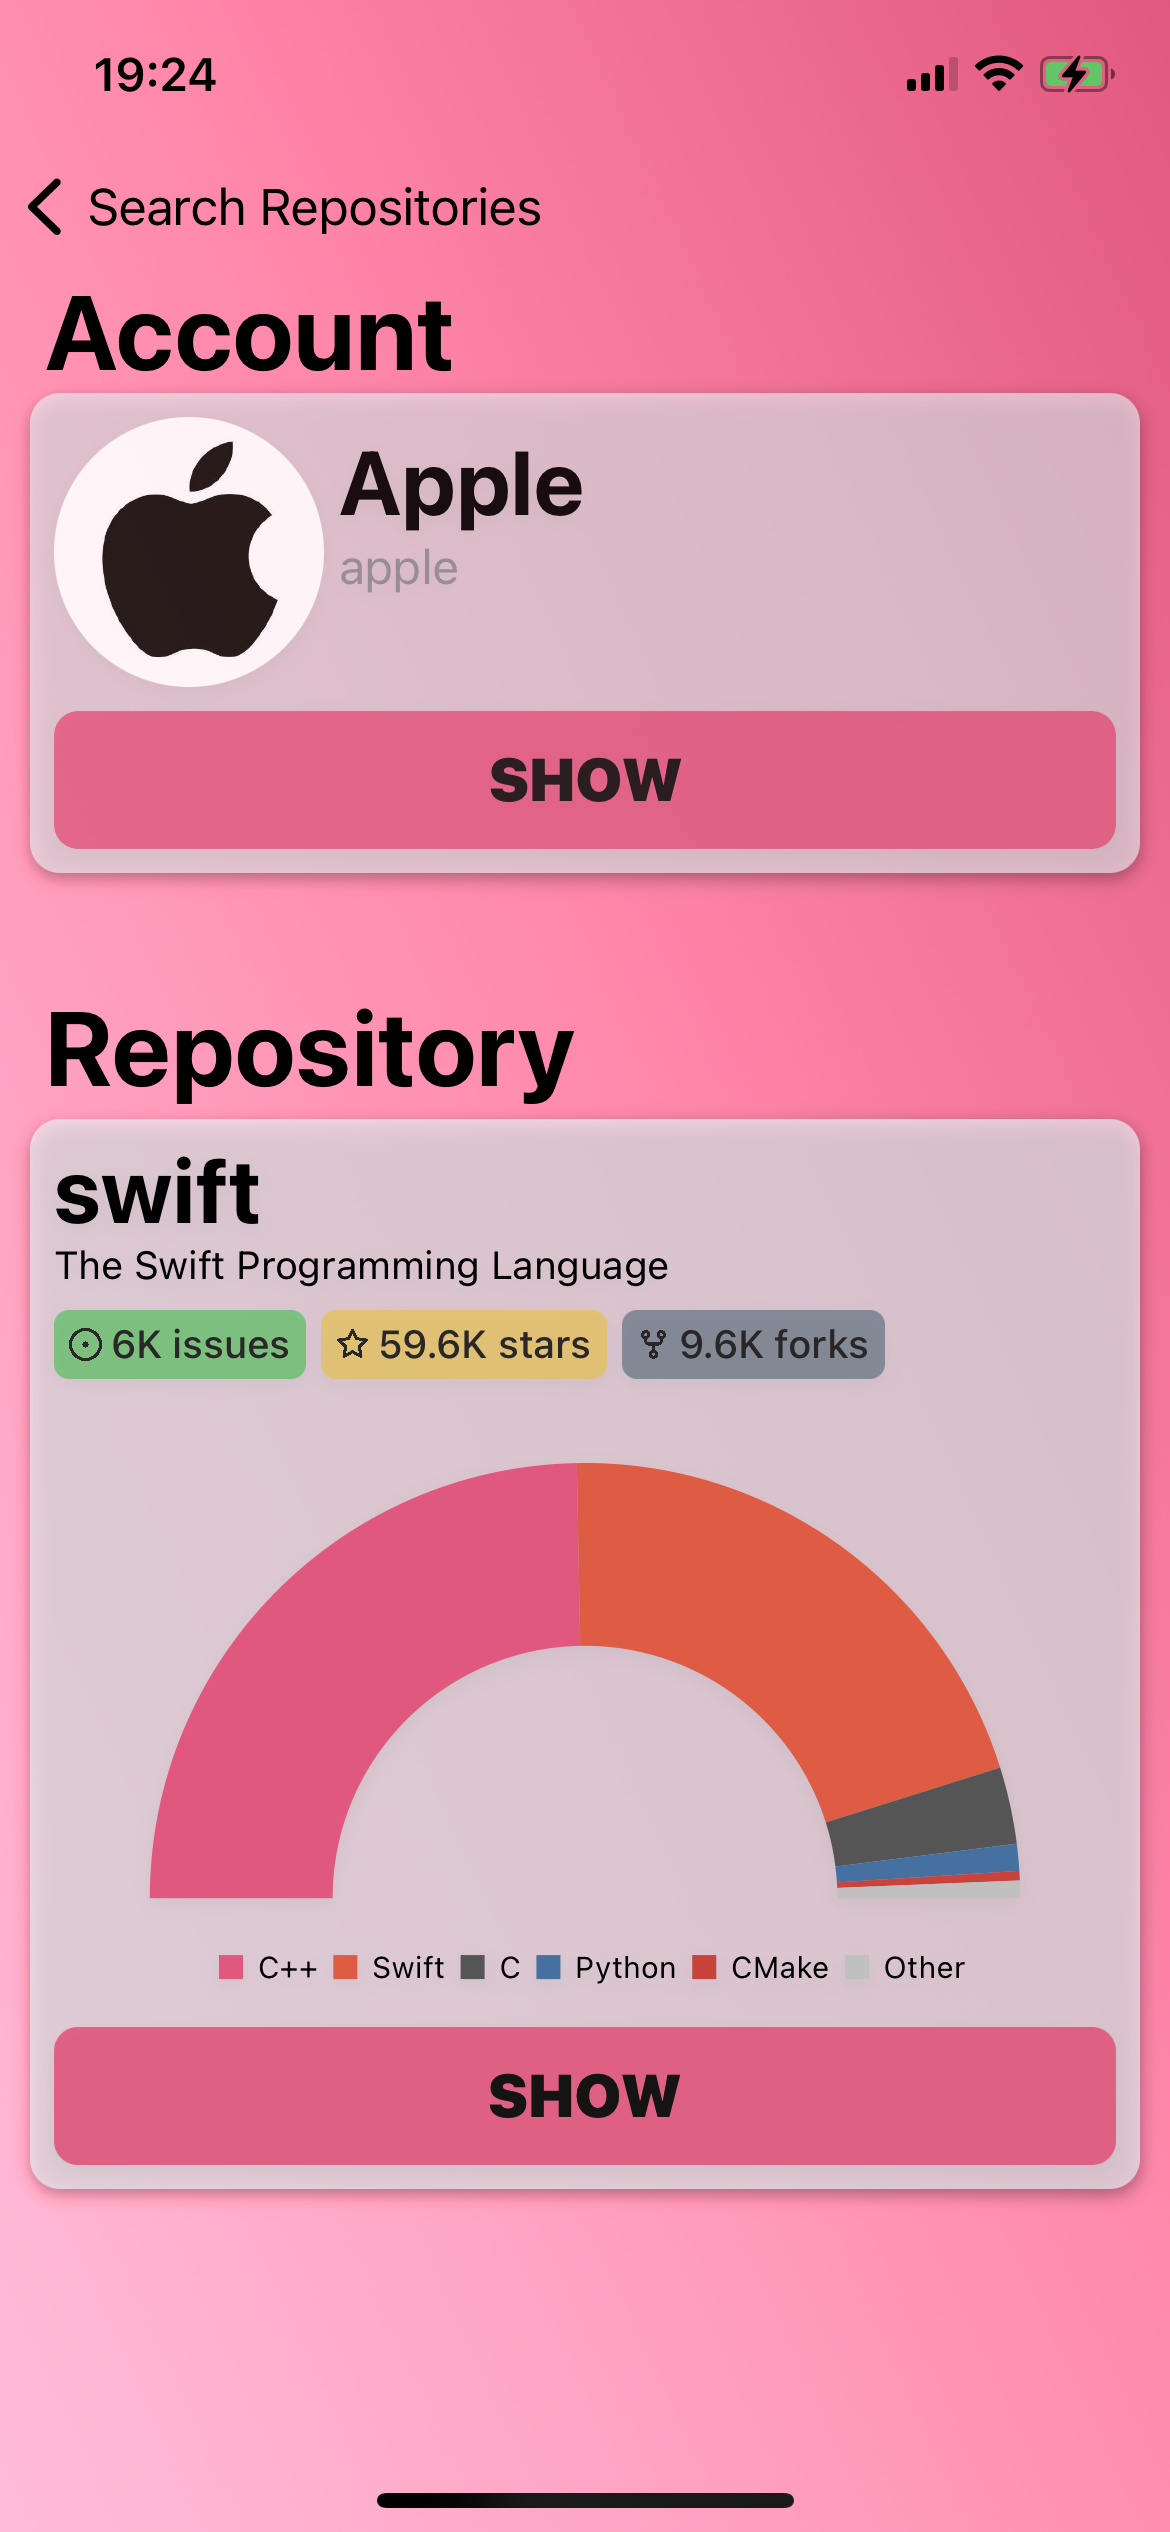 19:24
Search Repositories
Account
Apple
apple
SHOW
Repository
swift
The Swift Programming Language
6K issues 59.6K stars 9.6K forks
C++ Swift C Python CMake Other
SHOW